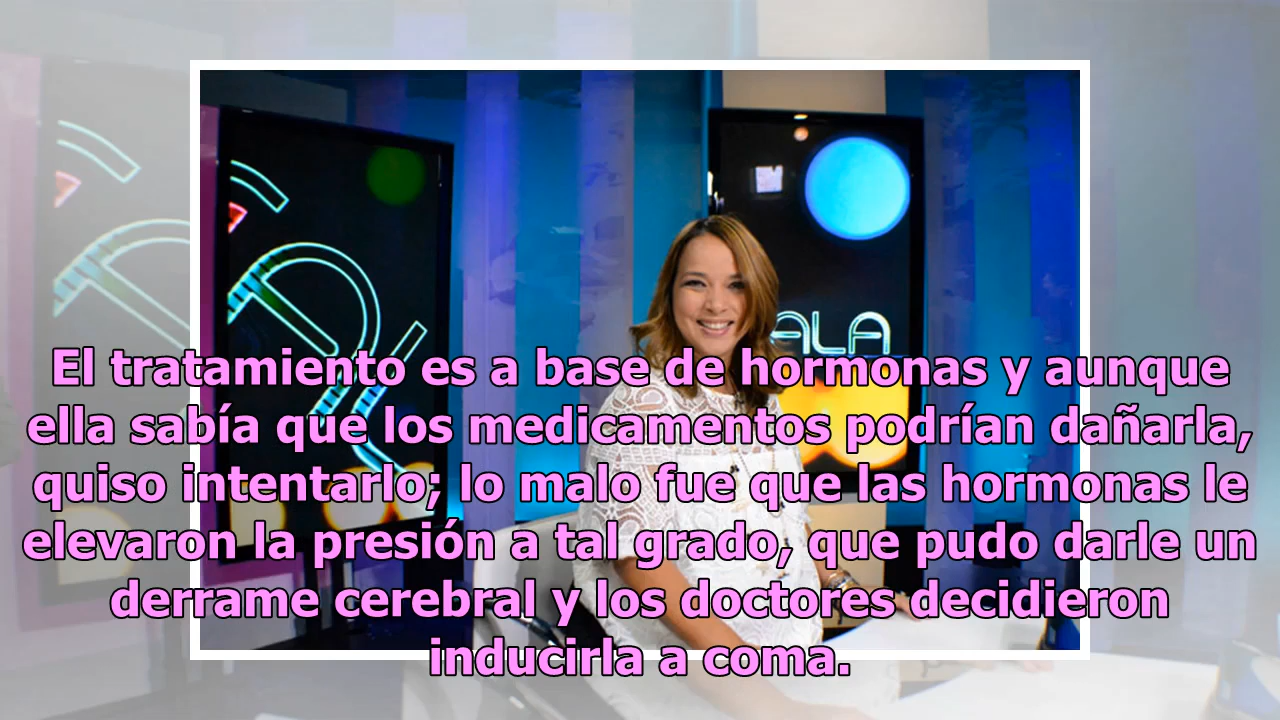 ALA
El tratamiento es a base de hormonas y aunque
ella sabía que los medicamentos podrían dañarla,
quiso intentarlo; lo malo fue que las hormonas le
elevaron la presión a tal grado, que pudo darle un
derrame cerebral y los doctores decidieron
inducirla a coma.